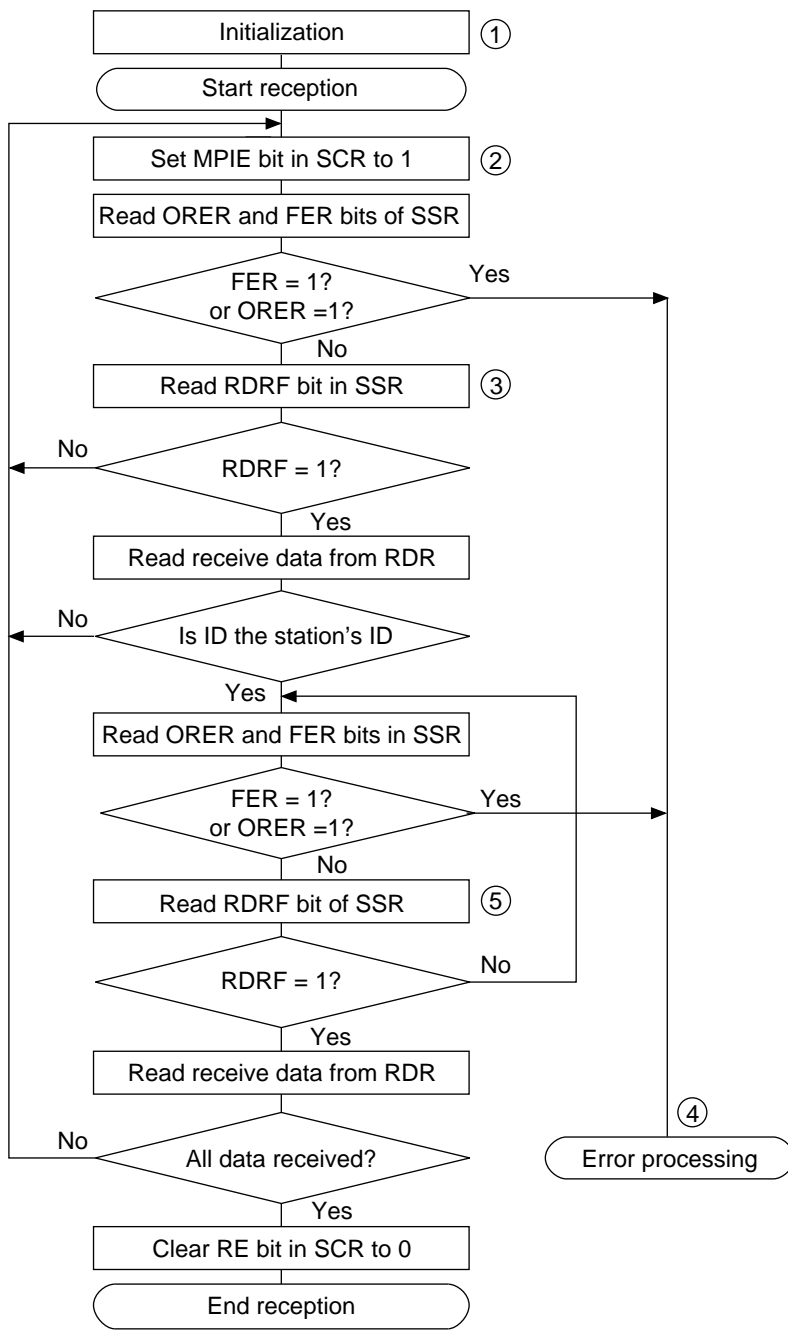 Initialization
①
Start reception
Set MPIE bit in SCR to 1
②
Read ORER and FER bits of SSR
FER = 1?
or ORER =1?
Yes
No
Read RDRF bit in SSR
③
No
RDRF = 1?
Yes
Read receive data from RDR
No
Is ID the station's ID
Yes
Read ORER and FER bits in SSR
FER = 1?
or ORER =1?
Yes
No
Read RDRF bit of SSR
⑤
RDRF = 1?
No
Yes
Read receive data from RDR
④
No
All data received?
Error processing
Yes
Clear RE bit in SCR to 0
End reception